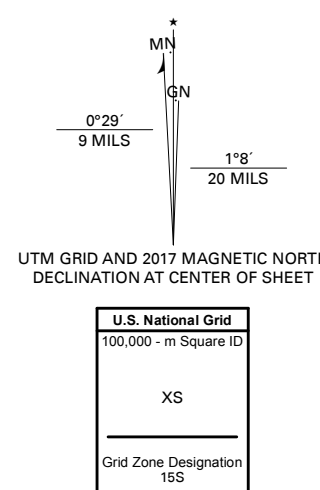 ★
MN
GN
0°29´
9 MILS
1°8´
20 MILS
UTM GRID AND 2017 MAGNETIC NORTH
DECLINATION AT CENTER OF SHEET
U.S. National Grid
100,000 - m Square ID
XS
Grid Zone Designation
15S